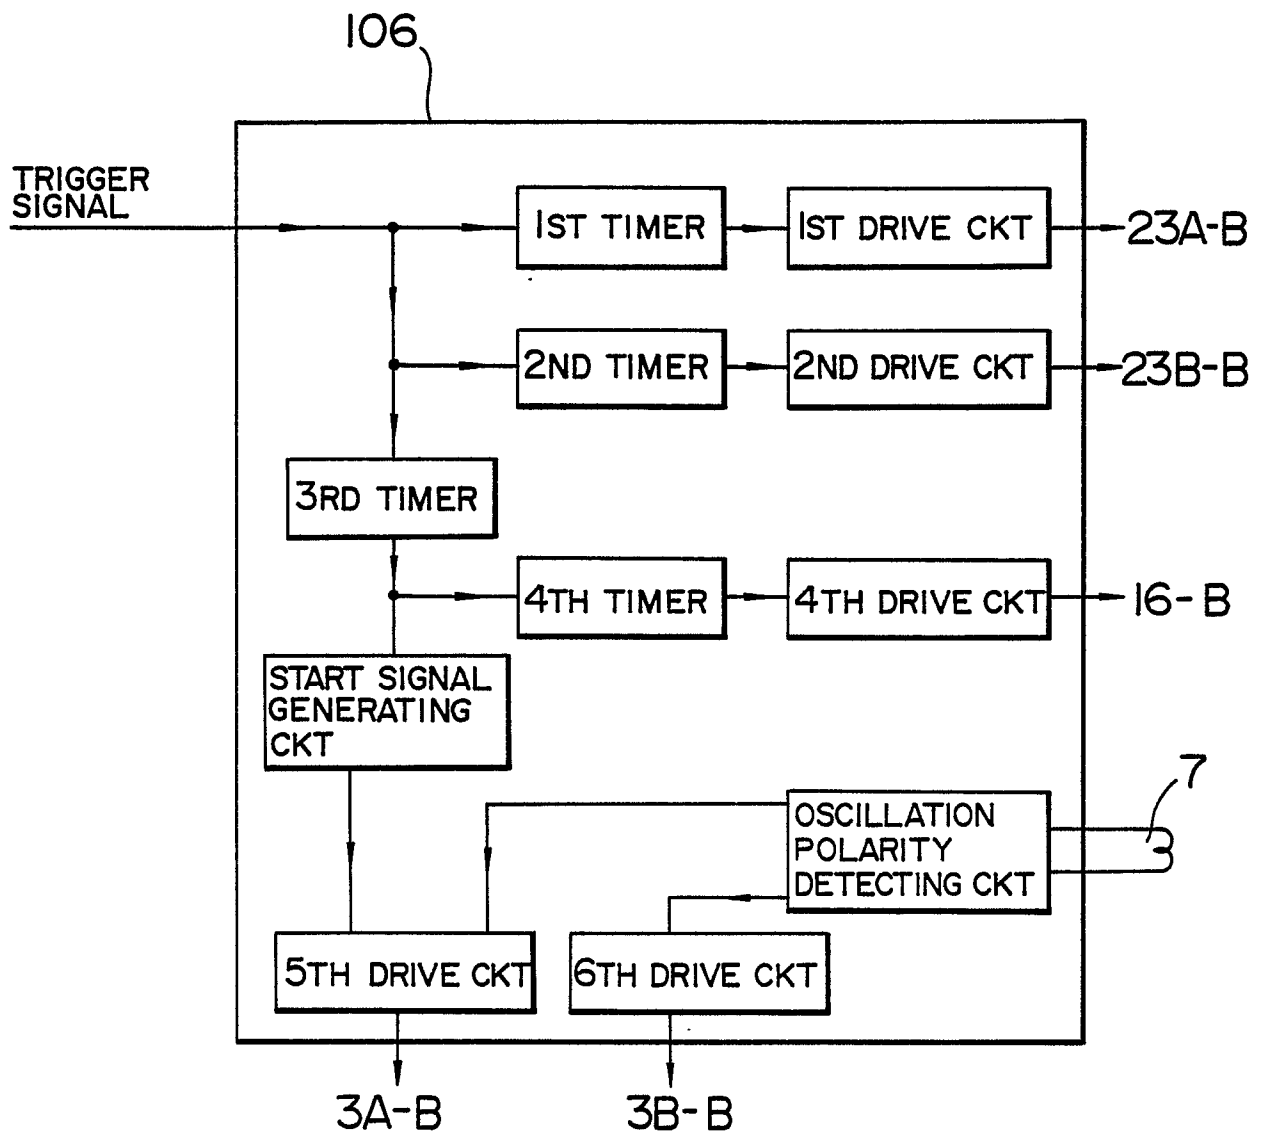 106
TRIGGER
SIGNAL
1ST TIMER
1ST DRIVE CKT
23A-B
2ND TIMER
2ND DRIVE CKT
23B-B
3RD TIMER
4TH TIMER
4TH DRIVE CKT
16-B
START SIGNAL
GENERATING
CKT
7
OSCILLATION
POLARITY
DETECTING CKT
5TH DRIVE CKT
6TH DRIVE CKT
3A-B
3B-B